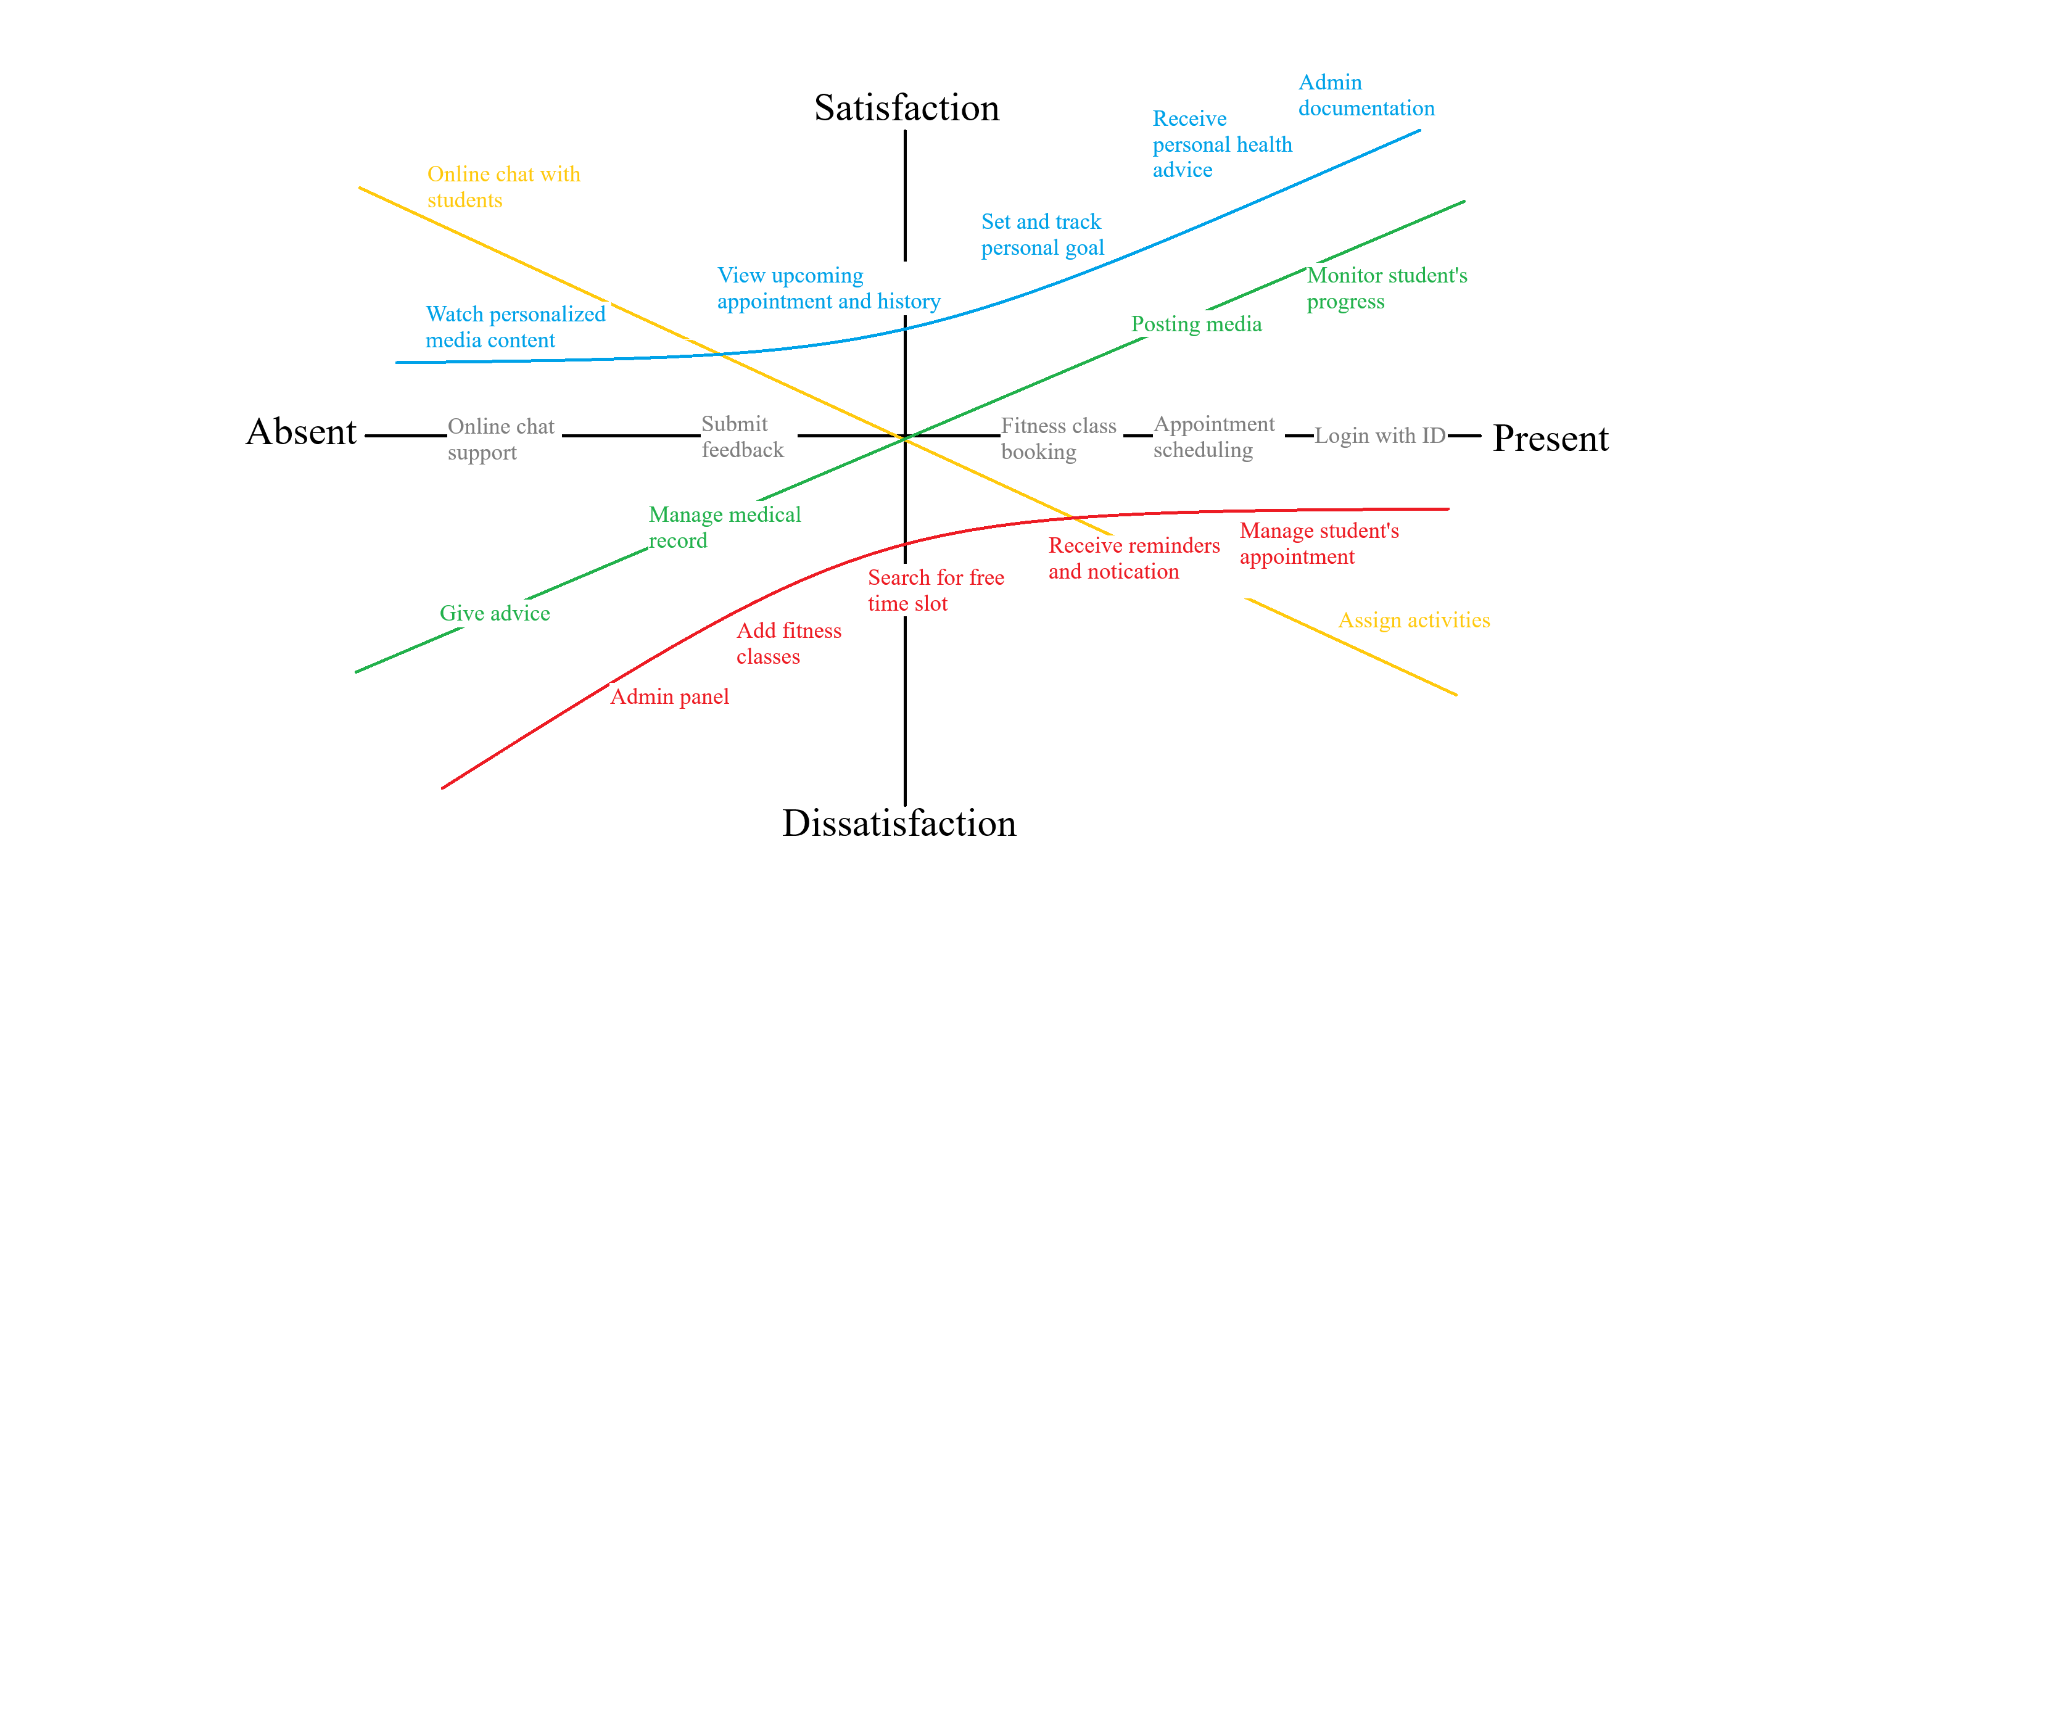 Admin
documentation
Satisfaction
Receive
personal health
advice
Online chat with
students
Set and track
personal goal
View upcoming
appointment and history
Monitor student's
progress
Watch personalized
media content
Posting media
Absent
Online chat
support
Submit
feedback
Fitness class
booking
Appointment
scheduling
Login with ID
Present
Manage medical
record
Receive reminders
and notication
Manage student's
appointment
Search for free
time slot
Give advice
Assign activities
Add fitness
classes
Admin panel
Dissatisfaction